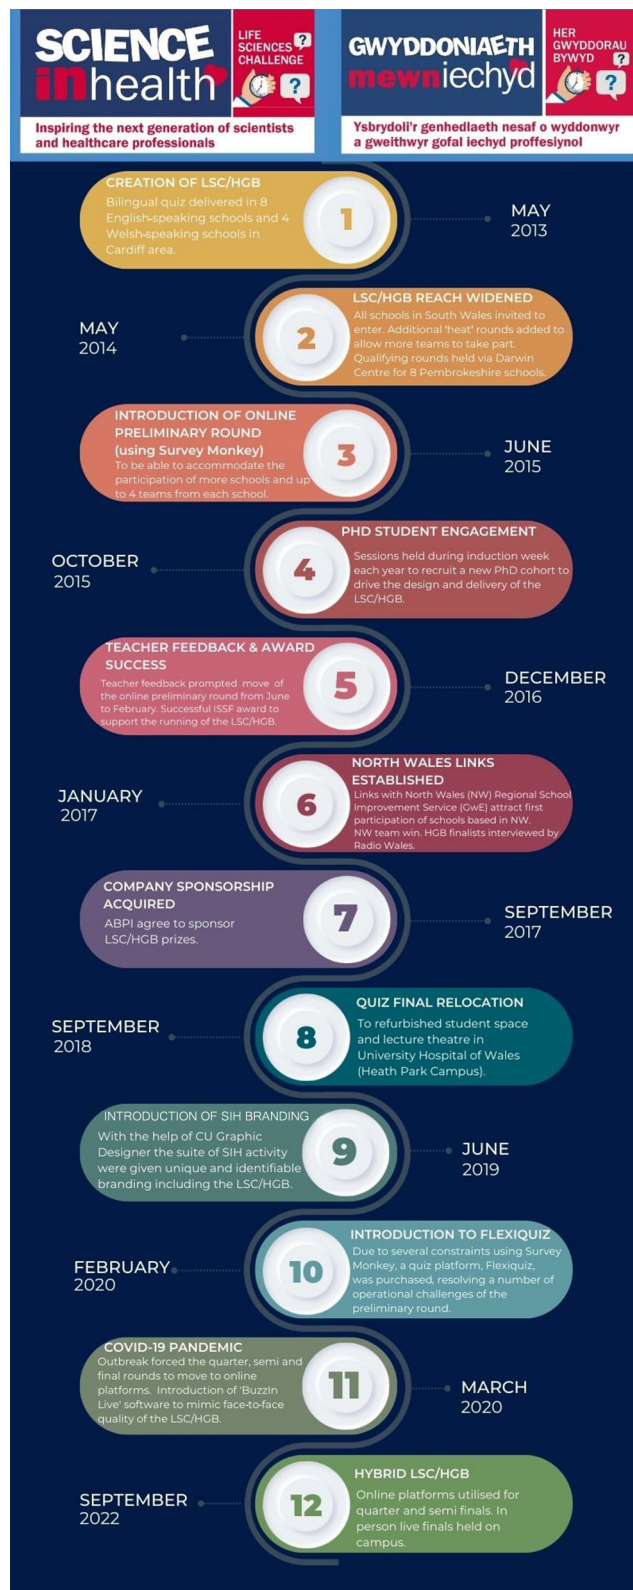 SCIENCE
inhealth
LIFE
SCIENCES
CHALLENGE
?
?
Inspiring the next generation of scientists
and healthcare professionals
GWYDDONIAETH
mewniechyd
HER
GWYDDORAU
BYWYD
?
?
Ysbrydoli'r genhedlaeth nesaf o wyddonwyr
a gweithwyr gofal iechyd proffesiynol
CREATION OF LSC/HGB
Bilingual quiz delivered in 8
English-speaking schools and 4
Welsh-speaking schools in
Cardiff area.
1
MAY
2013
MAY
2014
2
LSC/HGB REACH WIDENED
All schools in South Wales invited to
enter. Additional 'heat' rounds added to
allow more teams to take part.
Qualifying rounds held via Darwin
Centre for 8 Pembrokeshire schools.
INTRODUCTION OF ONLINE
PRELIMINARY ROUND
(using Survey Monkey)
To be able to accommodate the
participation of more schools and up
to 4 teams from each school.
3
JUNE
2015
OCTOBER
2015
4
PHD STUDENT ENGAGEMENT
Sessions held during induction week
each year to recruit a new PhD cohort to
drive the design and delivery of the
LSC/HGB.
TEACHER FEEDBACK & AWARD
SUCCESS
Teacher feedback prompted move of
the online preliminary round from June
to February. Successful ISSF award to
support the running of the LSC/HGB.
5
DECEMBER
2016
JANUARY
2017
6
NORTH WALES LINKS
ESTABLISHED
Links with North Wales (NW) Regional School
Improvement Service (GwE) attract first
participation of schools based in NW.
NW team win. HGB finalists interviewed by
Radio Wales.
COMPANY SPONSORSHIP
ACQUIRED
ABPI agree to sponsor
LSC/HGB prizes.
7
SEPTEMBER
2017
SEPTEMBER
2018
8
QUIZ FINAL RELOCATION
To refurbished student space
and lecture theatre in
University Hospital of Wales
(Heath Park Campus).
INTRODUCTION OF SIH BRANDING
With the help of CU Graphic
Designer the suite of SIH activity
were given unique and identifiable
branding including the LSC/HGB.
9
JUNE
2019
FEBRUARY
2020
10
INTRODUCTION TO FLEXIQUIZ
Due to several constraints using Survey
Monkey, a quiz platform, Flexiquiz,
was purchased, resolving a number of
operational challenges of the
preliminary round.
COVID-19 PANDEMIC
Outbreak forced the quarter, semi and
final rounds to move to online
platforms. Introduction of 'BuzzIn
Live' software to mimic face-to-face
quality of the LSC/HGB.
11
MARCH
2020
SEPTEMBER
2022
12
HYBRID LSC/HGB
Online platforms utilised for
quarter and semi finals. In
person live finals held on
campus.